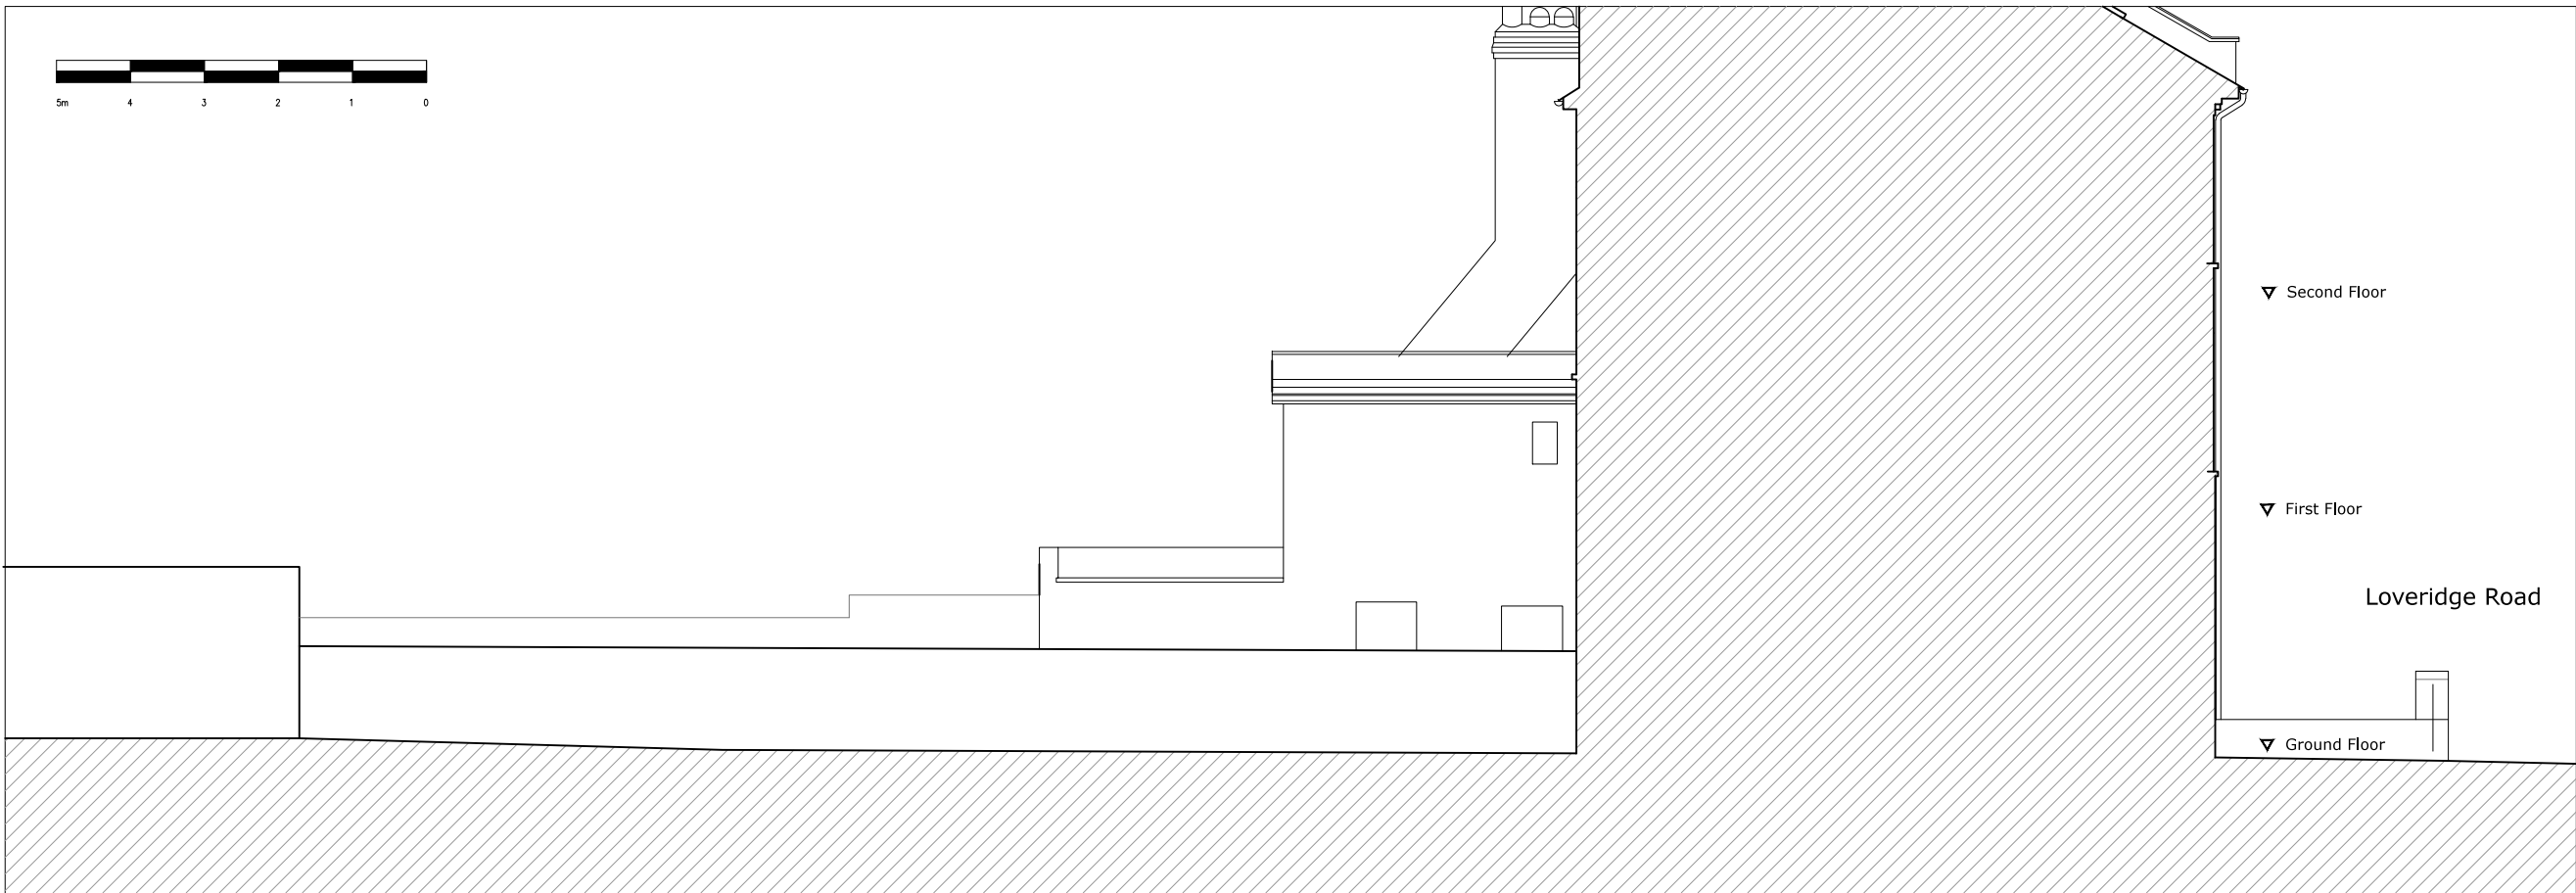 5m 4 3 2 1 0
Second Floor
First Floor
Loveridge Road
Ground Floor